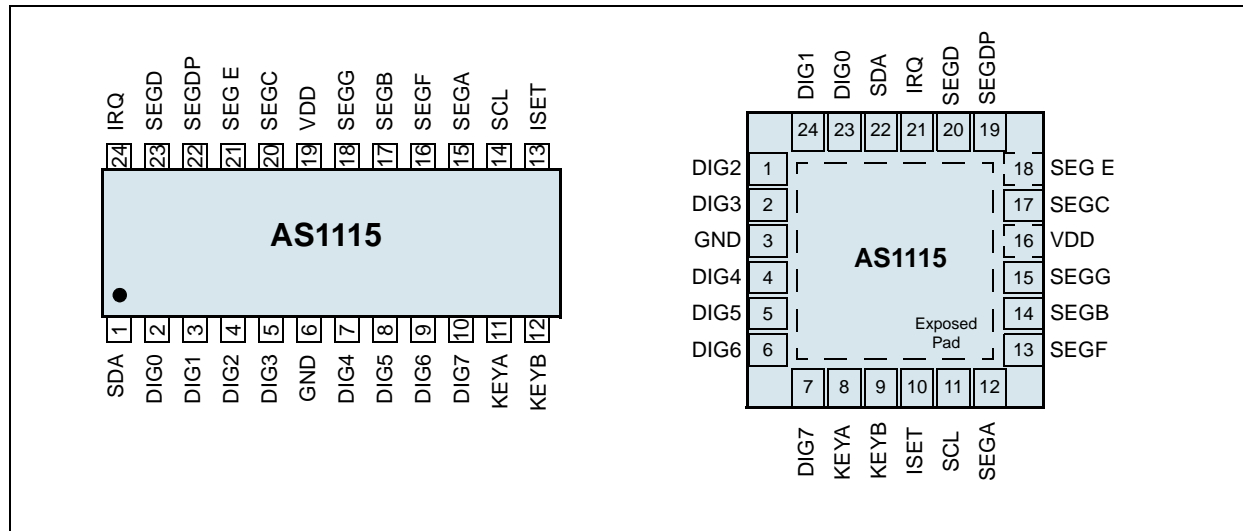 IRQ SEGD SEGDP SEG E SEGC VDD SEGG SEGB SEGF SEGA SCL ISET
24 23 22 21 20 19 18 17 16 15 14 13
AS1115
1 2 3 4 5 6 7 8 9 10 11 12
SDA DIG0 DIG1 DIG2 DIG3 GND DIG4 DIG5 DIG6 DIG7 KEYA KEYB
DIG1 DIG0 SDA IRQ SEGD SEGDP
24 23 22 21 20 19
DIG2 1
DIG3 2
GND 3
DIG4 4
DIG5 5
DIG6 6
AS1115
Exposed
Pad
18 SEG E
17 SEGC
16 VDD
15 SEGG
14 SEGB
13 SEGF
7 8 9 10 11 12
DIG7 KEYA KEYB ISET SCL SEGA